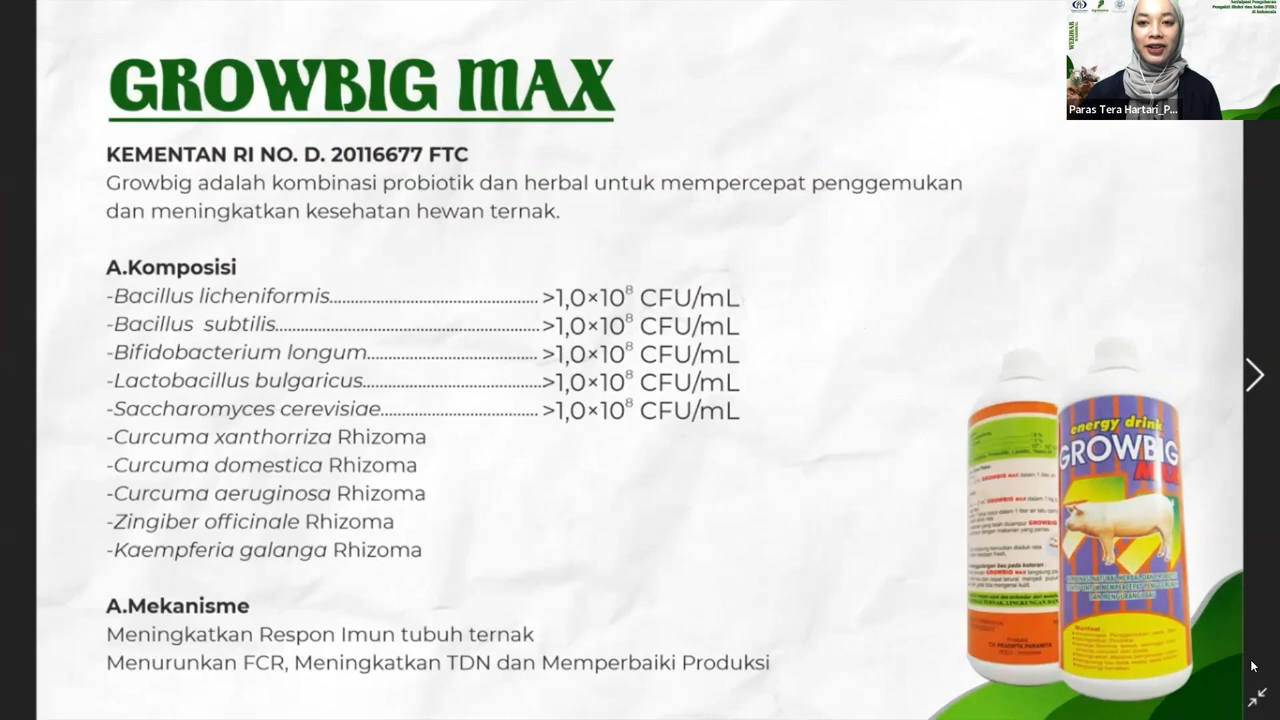 GROWBIG MAX
KEMENTAN RI NO. D. 20116677 FTC
Growbig adalah kombinasi probiotik dan herbal untuk mempercepat penggemukan
dan meningkatkan kesehatan hewan ternak.
A.Komposisi
-Bacillus licheniformis.................................................. >1,0×10⁸ CFU/mL
-Bacillus subtilis................................................................ >1,0×10⁸ CFU/mL
-Bifidobacterium longum......................................... >1,0×10⁸ CFU/mL
-Lactobacillus bulgaricus...........................................>1,0×10⁸ CFU/mL
-Saccharomyces cerevisiae...................................... >1,0×10⁸ CFU/mL
-Curcuma xanthorriza Rhizoma
-Curcuma domestica Rhizoma
-Curcuma aeruginosa Rhizoma
-Zingiber officinale Rhizoma
-Kaempferia galanga Rhizoma
A.Mekanisme
Meningkatkan Respon Imun tubuh ternak
Menurunkan FCR, Meningkatkan TDN dan Memperbaiki Produksi
Paras Tera Hartari_P...
WEBINAR
di Indonesia
energy drink
GROWBIG
MAX
Manfaat :